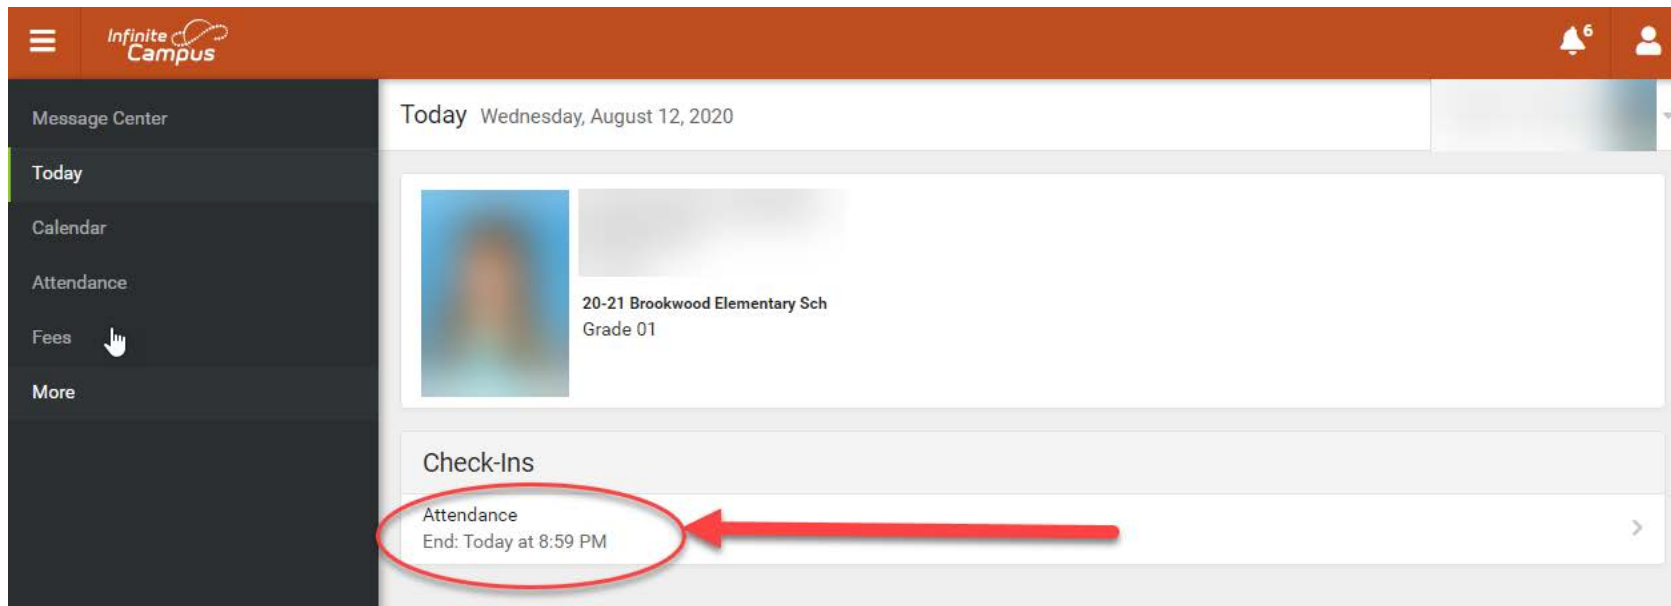 Infinite
Campus
6
Message Center
Today
Calendar
Attendance
Fees
More
Today Wednesday, August 12, 2020
20-21 Brookwood Elementary Sch
Grade 01
Check-Ins
Attendance
End: Today at 8:59 PM